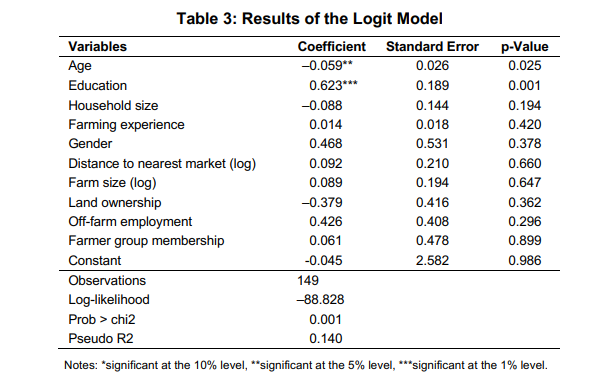 Table 3: Results of the Logit Model
Variables Coefficient Standard Error p-Value
Age –0.059** 0.026 0.025
Education 0.623*** 0.189 0.001
Household size –0.088 0.144 0.194
Farming experience 0.014 0.018 0.420
Gender 0.468 0.531 0.378
Distance to nearest market (log) 0.092 0.210 0.660
Farm size (log) 0.089 0.194 0.647
Land ownership –0.379 0.416 0.362
Off-farm employment 0.426 0.408 0.296
Farmer group membership 0.061 0.478 0.899
Constant -0.045 2.582 0.986
Observations 149
Log-likelihood –88.828
Prob > chi2 0.001
Pseudo R2 0.140
Notes: *significant at the 10% level, **significant at the 5% level, ***significant at the 1% level.